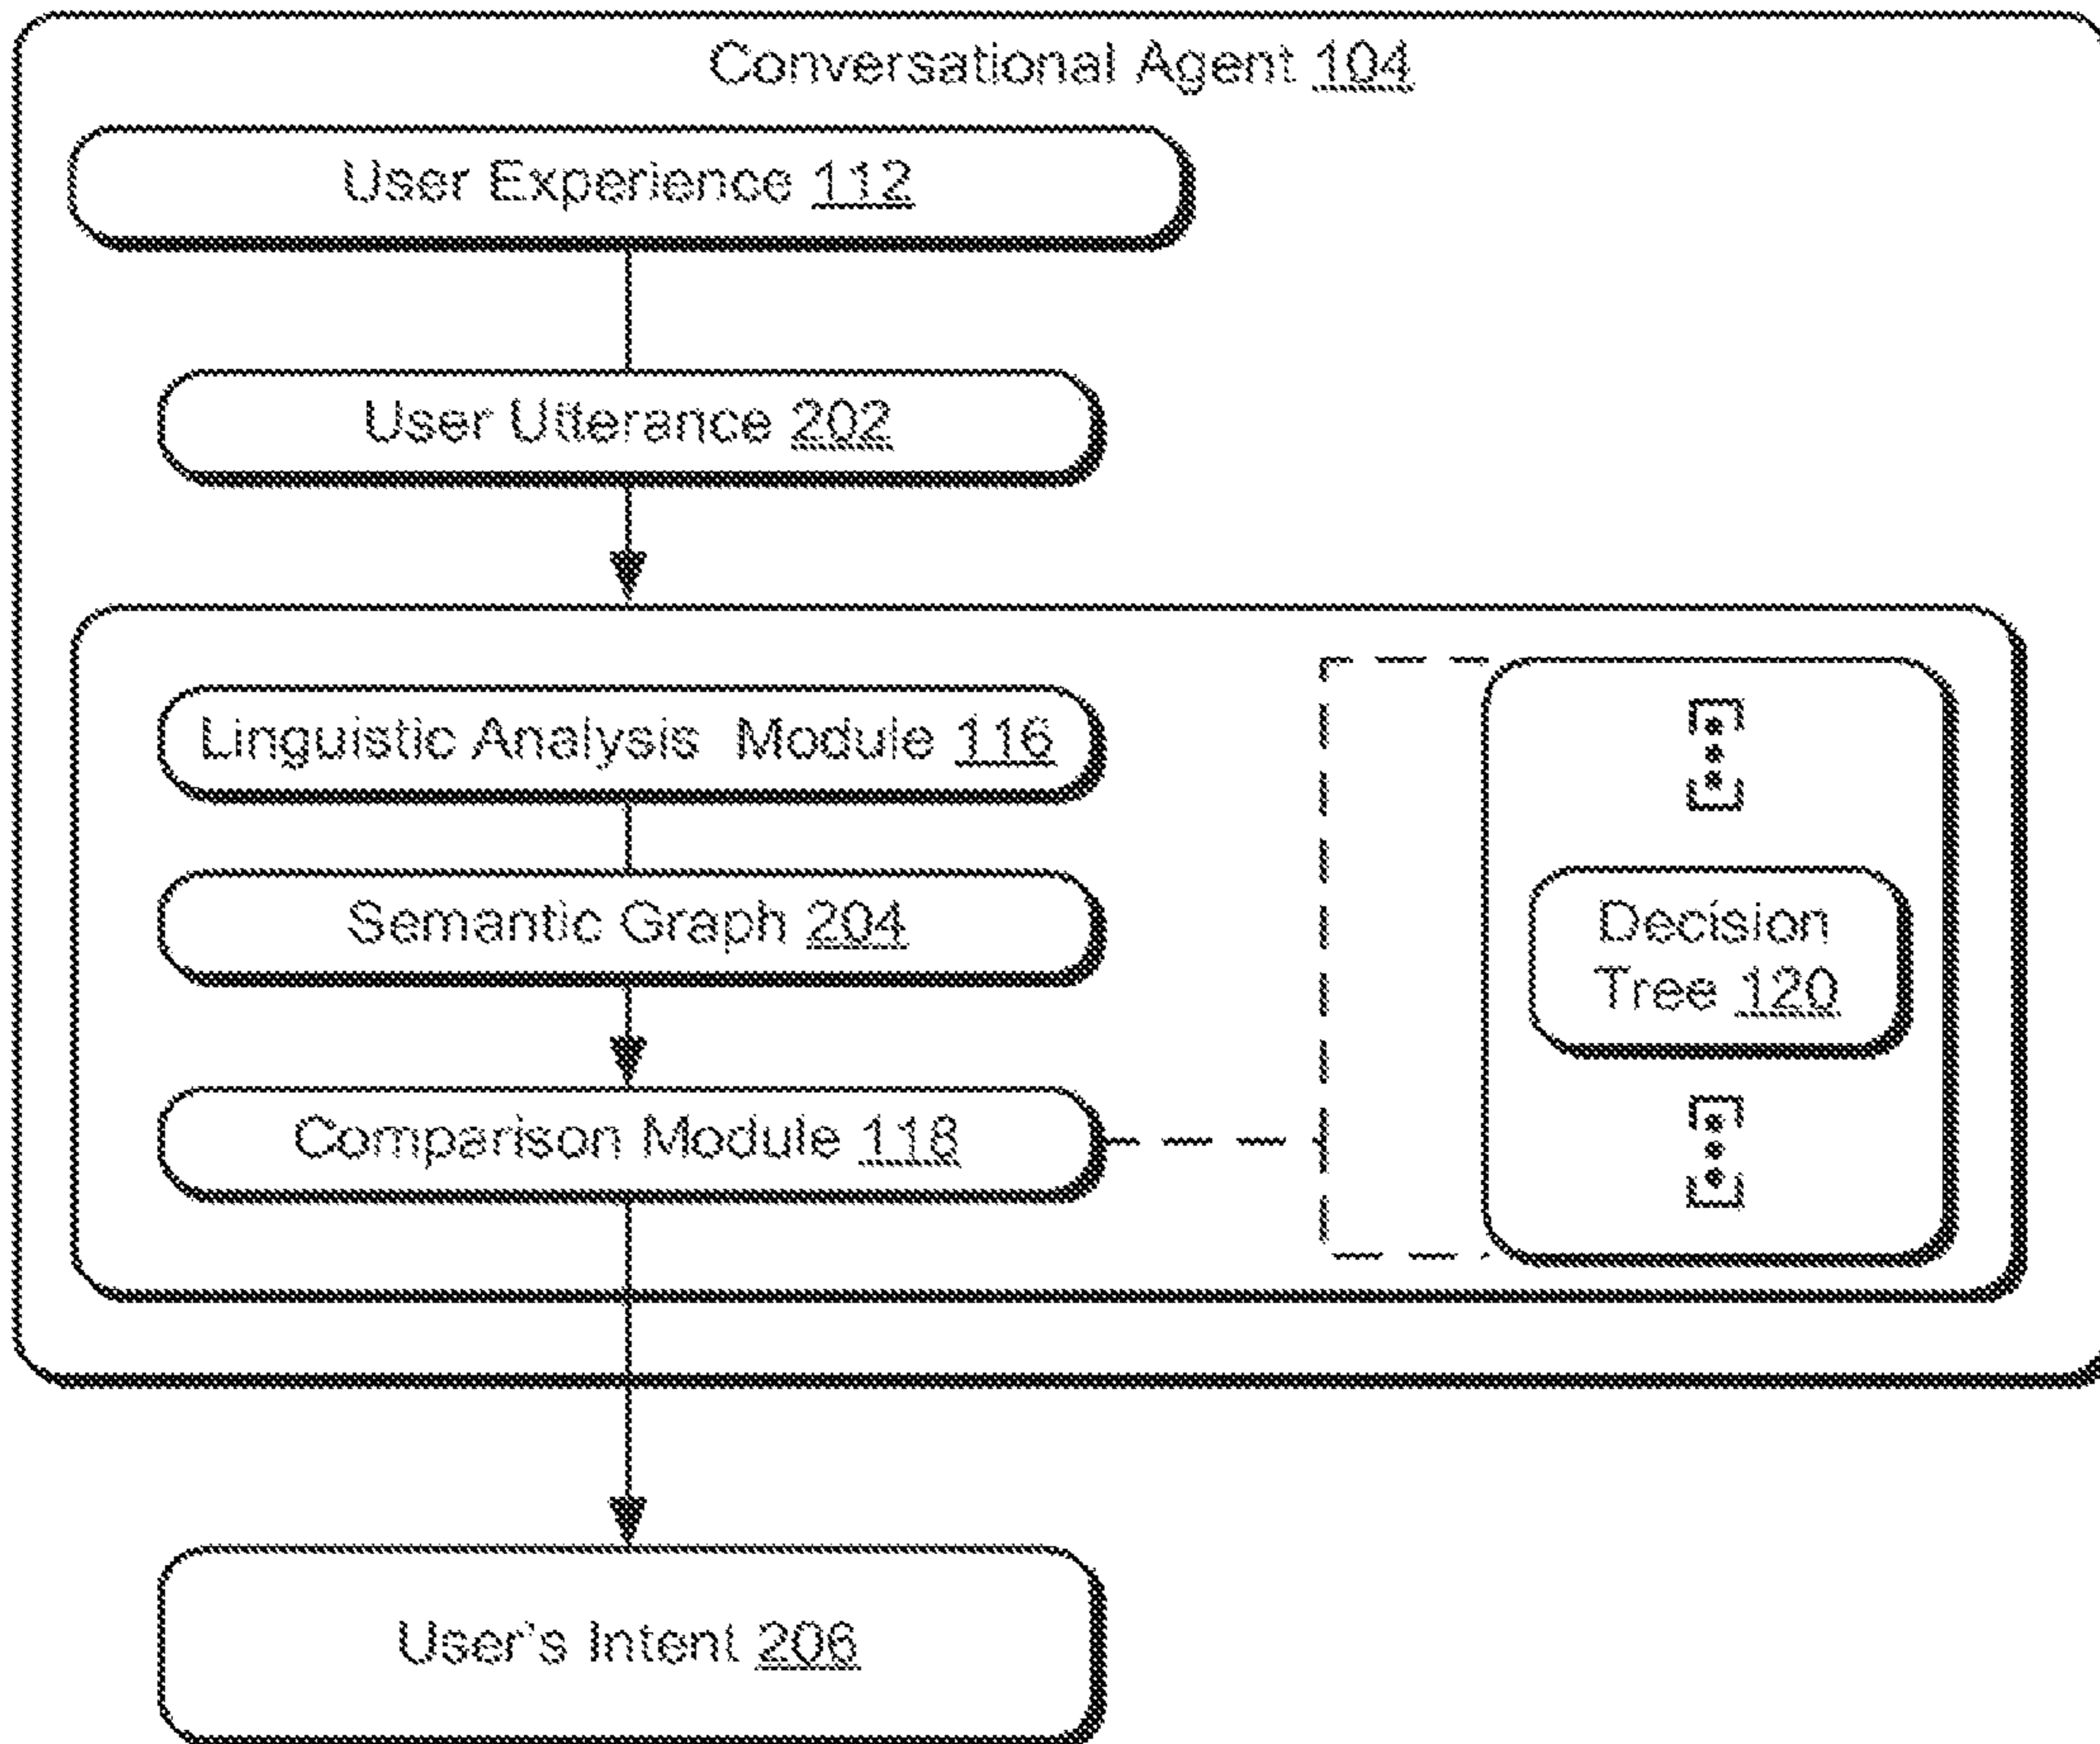 Conversational Agent 104
User Experience 112
User Utterance 202
Linguistic Analysis Module 116
Semantic Graph 204
Decision
Tree 120
Comparison Module 118
User's Intent 206